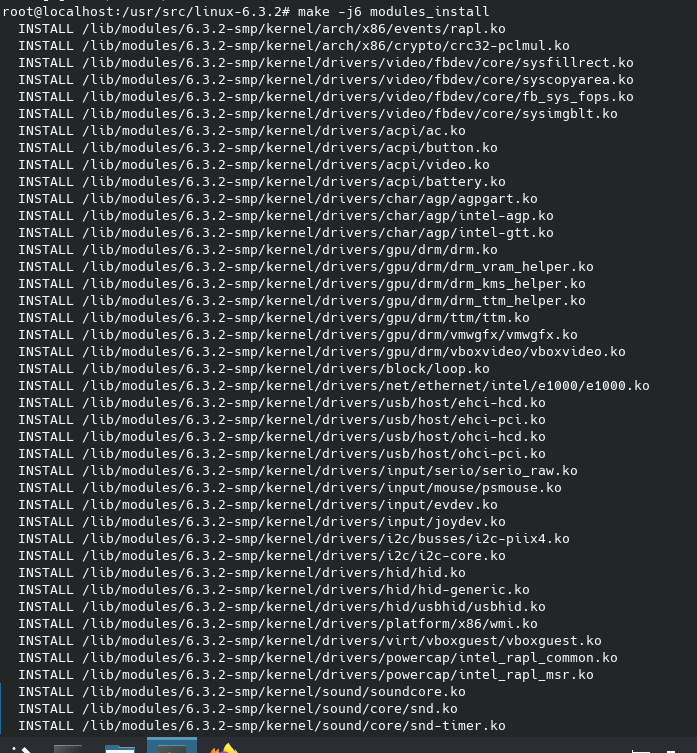 root@localhost:/usr/src/linux-6.3.2# make -j6 modules_install
INSTALL /lib/modules/6.3.2-smp/kernel/arch/x86/events/rapl.ko
INSTALL /lib/modules/6.3.2-smp/kernel/arch/x86/crypto/crc32-pclmul.ko
INSTALL /lib/modules/6.3.2-smp/kernel/drivers/video/fbdev/core/sysfillrect.ko
INSTALL /lib/modules/6.3.2-smp/kernel/drivers/video/fbdev/core/syscopyarea.ko
INSTALL /lib/modules/6.3.2-smp/kernel/drivers/video/fbdev/core/fb_sys_fops.ko
INSTALL /lib/modules/6.3.2-smp/kernel/drivers/video/fbdev/core/sysimgblt.ko
INSTALL /lib/modules/6.3.2-smp/kernel/drivers/acpi/ac.ko
INSTALL /lib/modules/6.3.2-smp/kernel/drivers/acpi/button.ko
INSTALL /lib/modules/6.3.2-smp/kernel/drivers/acpi/video.ko
INSTALL /lib/modules/6.3.2-smp/kernel/drivers/acpi/battery.ko
INSTALL /lib/modules/6.3.2-smp/kernel/drivers/char/agp/agpgart.ko
INSTALL /lib/modules/6.3.2-smp/kernel/drivers/char/agp/intel-agp.ko
INSTALL /lib/modules/6.3.2-smp/kernel/drivers/char/agp/intel-gtt.ko
INSTALL /lib/modules/6.3.2-smp/kernel/drivers/gpu/drm/drm.ko
INSTALL /lib/modules/6.3.2-smp/kernel/drivers/gpu/drm/drm_vram_helper.ko
INSTALL /lib/modules/6.3.2-smp/kernel/drivers/gpu/drm/drm_kms_helper.ko
INSTALL /lib/modules/6.3.2-smp/kernel/drivers/gpu/drm/drm_ttm_helper.ko
INSTALL /lib/modules/6.3.2-smp/kernel/drivers/gpu/drm/ttm/ttm.ko
INSTALL /lib/modules/6.3.2-smp/kernel/drivers/gpu/drm/vmwgfx/vmwgfx.ko
INSTALL /lib/modules/6.3.2-smp/kernel/drivers/gpu/drm/vboxvideo/vboxvideo.ko
INSTALL /lib/modules/6.3.2-smp/kernel/drivers/block/loop.ko
INSTALL /lib/modules/6.3.2-smp/kernel/drivers/net/ethernet/intel/e1000/e1000.ko
INSTALL /lib/modules/6.3.2-smp/kernel/drivers/usb/host/ehci-hcd.ko
INSTALL /lib/modules/6.3.2-smp/kernel/drivers/usb/host/ehci-pci.ko
INSTALL /lib/modules/6.3.2-smp/kernel/drivers/usb/host/ohci-hcd.ko
INSTALL /lib/modules/6.3.2-smp/kernel/drivers/usb/host/ohci-pci.ko
INSTALL /lib/modules/6.3.2-smp/kernel/drivers/input/serio/serio_raw.ko
INSTALL /lib/modules/6.3.2-smp/kernel/drivers/input/mouse/psmouse.ko
INSTALL /lib/modules/6.3.2-smp/kernel/drivers/input/evdev.ko
INSTALL /lib/modules/6.3.2-smp/kernel/drivers/input/joydev.ko
INSTALL /lib/modules/6.3.2-smp/kernel/drivers/i2c/busses/i2c-piix4.ko
INSTALL /lib/modules/6.3.2-smp/kernel/drivers/i2c/i2c-core.ko
INSTALL /lib/modules/6.3.2-smp/kernel/drivers/hid/hid.ko
INSTALL /lib/modules/6.3.2-smp/kernel/drivers/hid/hid-generic.ko
INSTALL /lib/modules/6.3.2-smp/kernel/drivers/hid/usbhid/usbhid.ko
INSTALL /lib/modules/6.3.2-smp/kernel/drivers/platform/x86/wmi.ko
INSTALL /lib/modules/6.3.2-smp/kernel/drivers/virt/vboxguest/vboxguest.ko
INSTALL /lib/modules/6.3.2-smp/kernel/drivers/powercap/intel_rapl_common.ko
INSTALL /lib/modules/6.3.2-smp/kernel/drivers/powercap/intel_rapl_msr.ko
INSTALL /lib/modules/6.3.2-smp/kernel/sound/soundcore.ko
INSTALL /lib/modules/6.3.2-smp/kernel/sound/core/snd.ko
INSTALL /lib/modules/6.3.2-smp/kernel/sound/core/snd-timer.ko